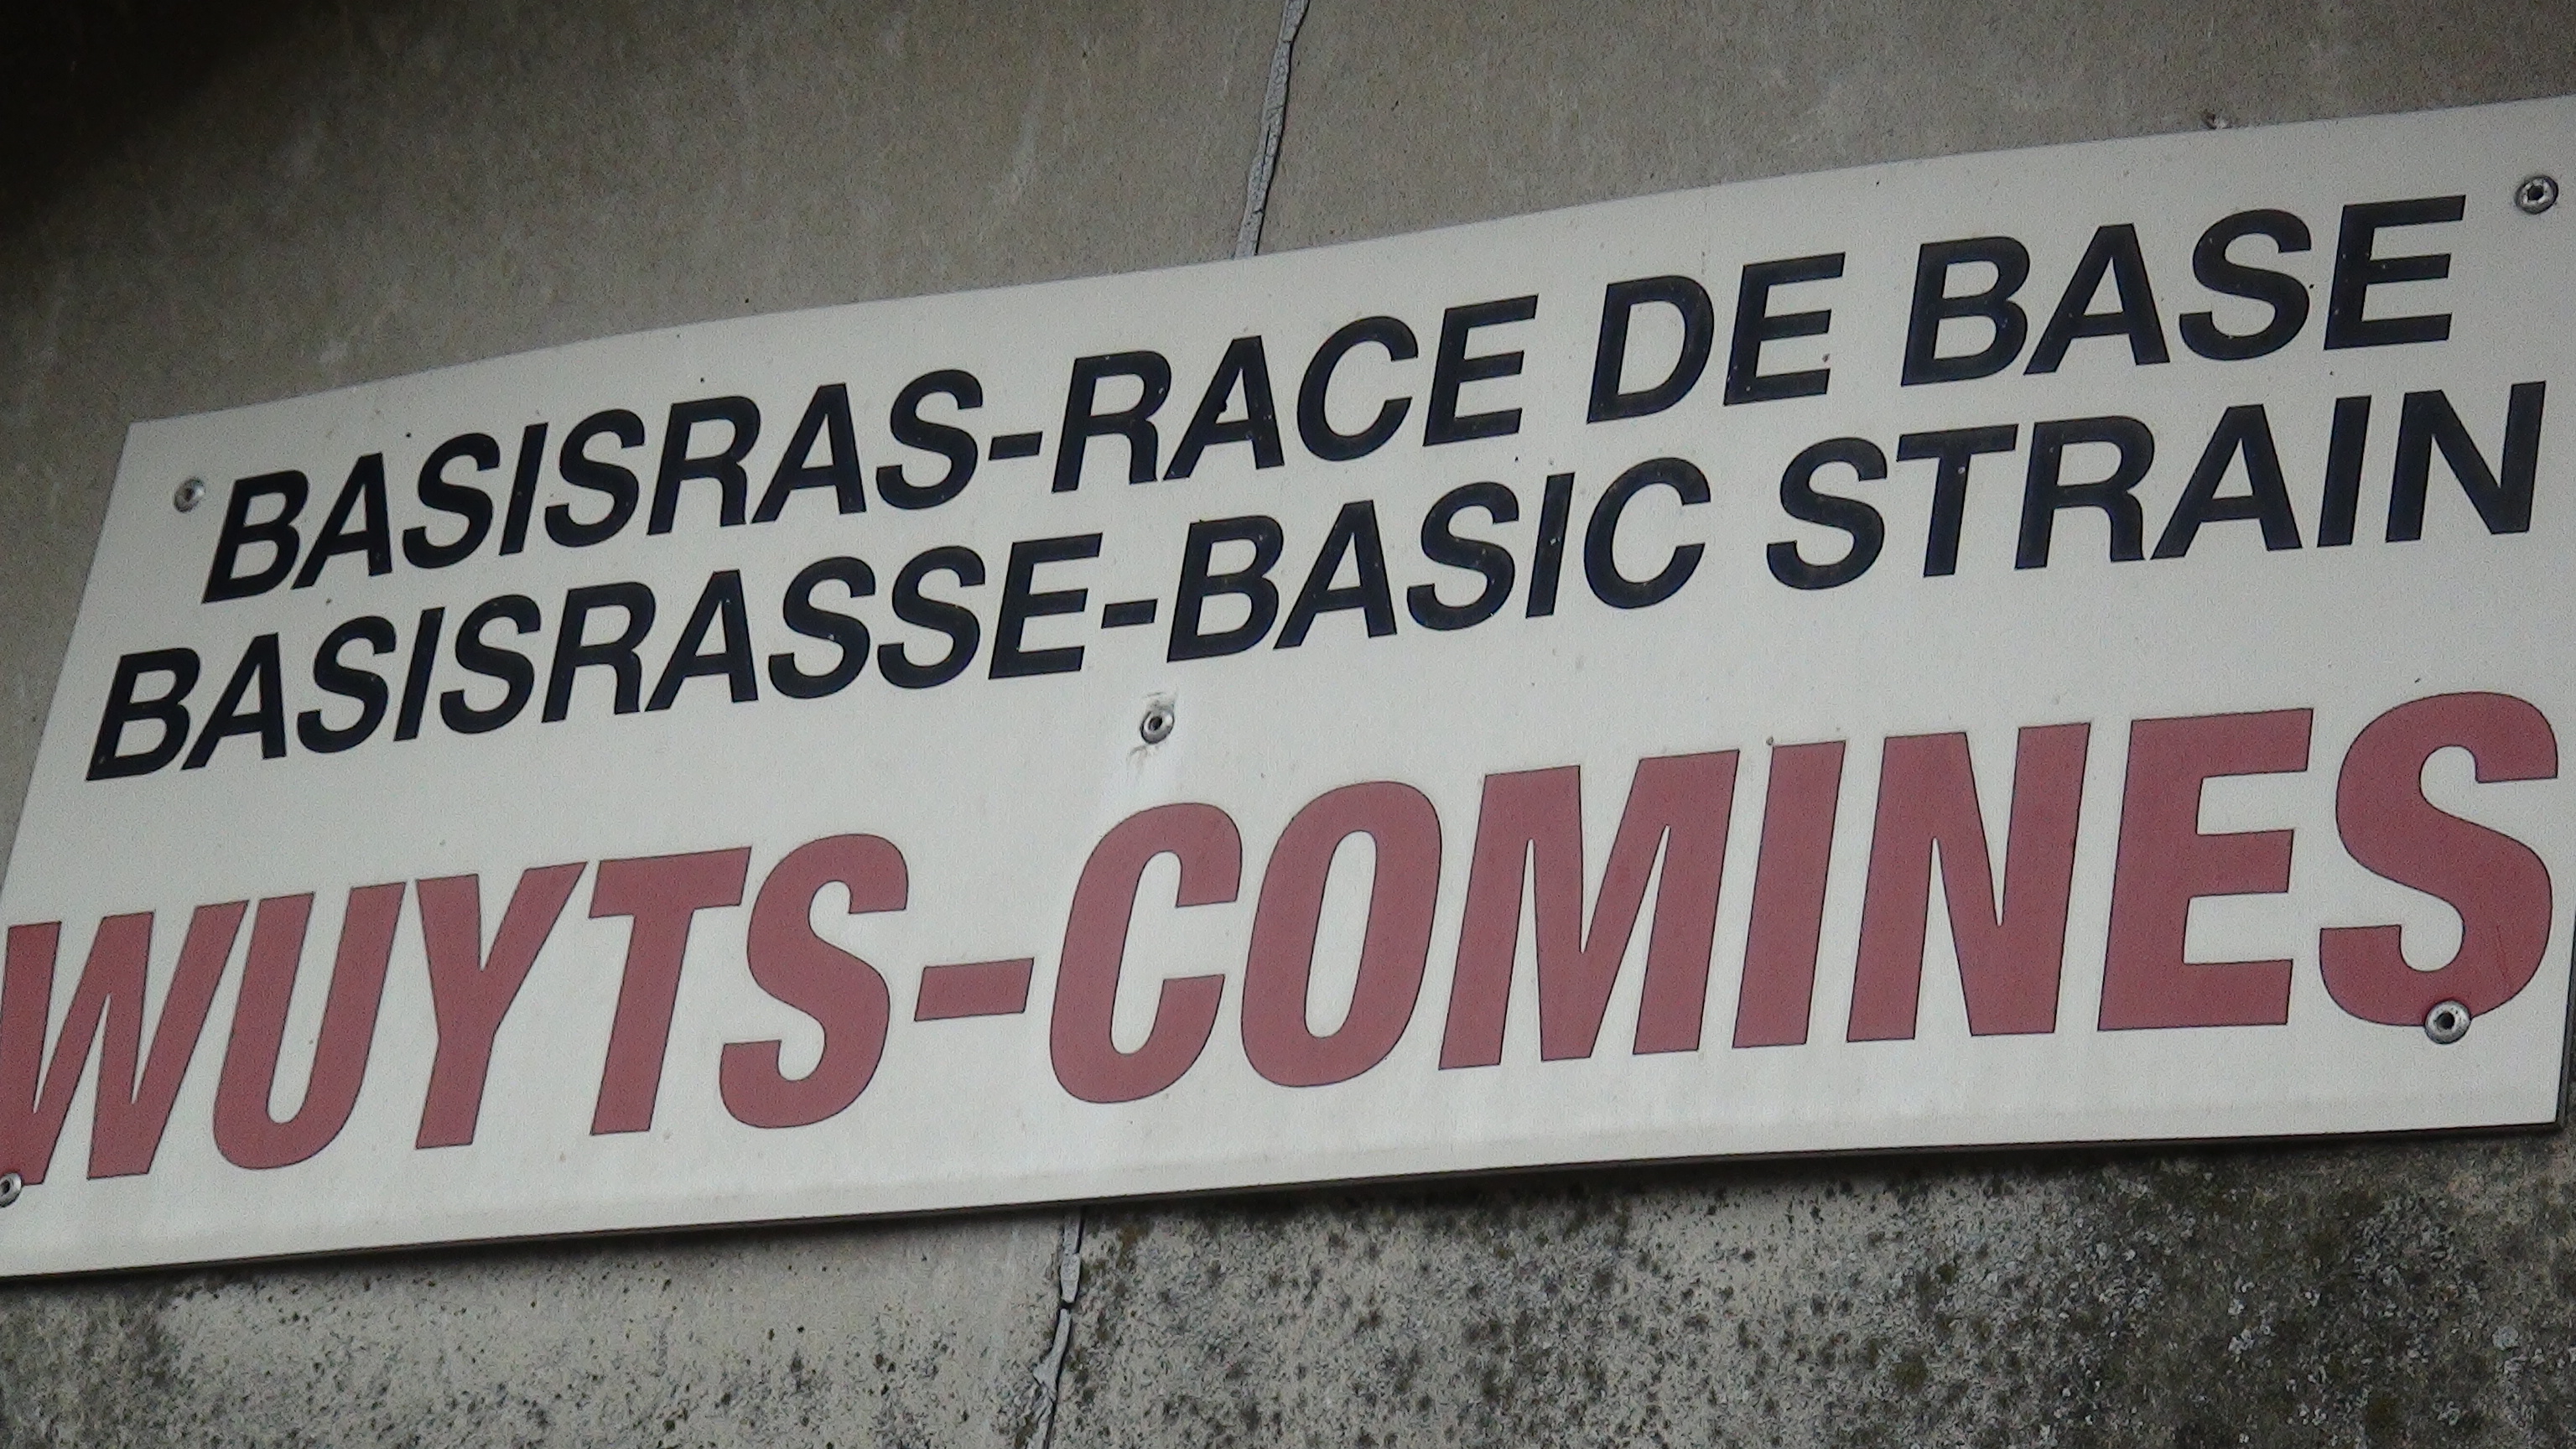 BASISRAS-RACE DE BASE
BASISRASSE-BASIC STRAIN
WUYTS-COMINES